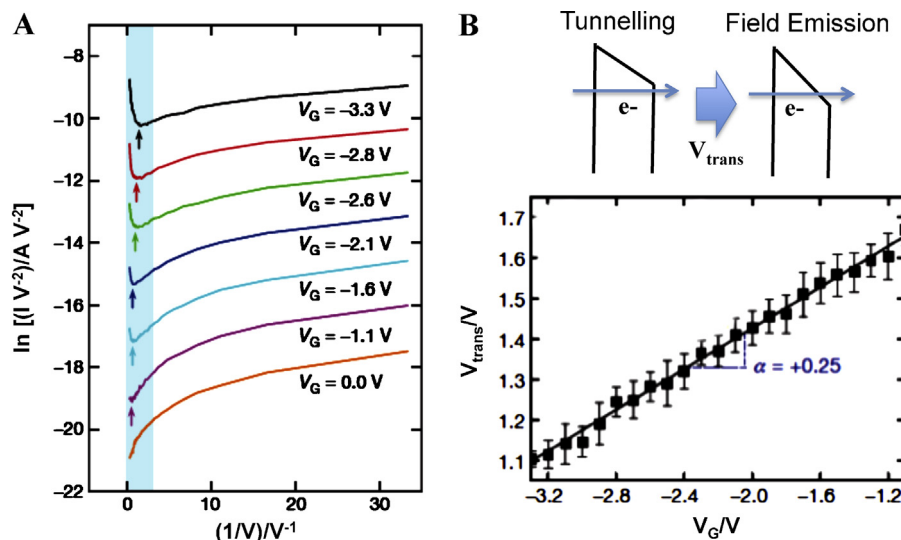 A
ln [(I V⁻²)/A V⁻²]
−8
−10
−12
−14
−16
−18
−20
−22
V_G = −3.3 V
V_G = −2.8 V
V_G = −2.6 V
V_G = −2.1 V
V_G = −1.6 V
V_G = −1.1 V
V_G = 0.0 V
0 10 20 30
(1/V)/V⁻¹
B
Tunnelling Field Emission
e- e-
V_trans
V_trans/V
1.7
1.6
1.5
1.4
1.3
1.2
1.1
α = +0.25
−3.2 −2.8 −2.4 −2.0 −1.6 −1.2
V_G/V